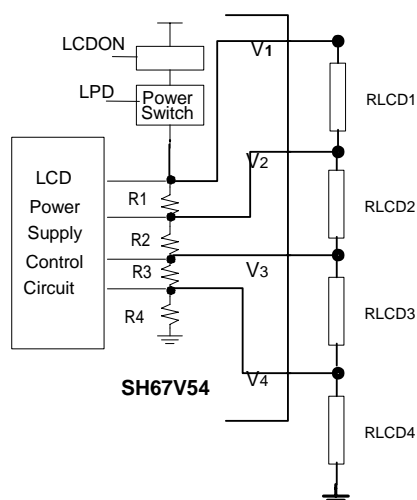 LCDON
V1
LPD
Power
Switch
RLCD1
LCD
Power
Supply
Control
Circuit
R1
R2
R3
R4
V2
RLCD2
V3
RLCD3
V4
SH67V54
RLCD4